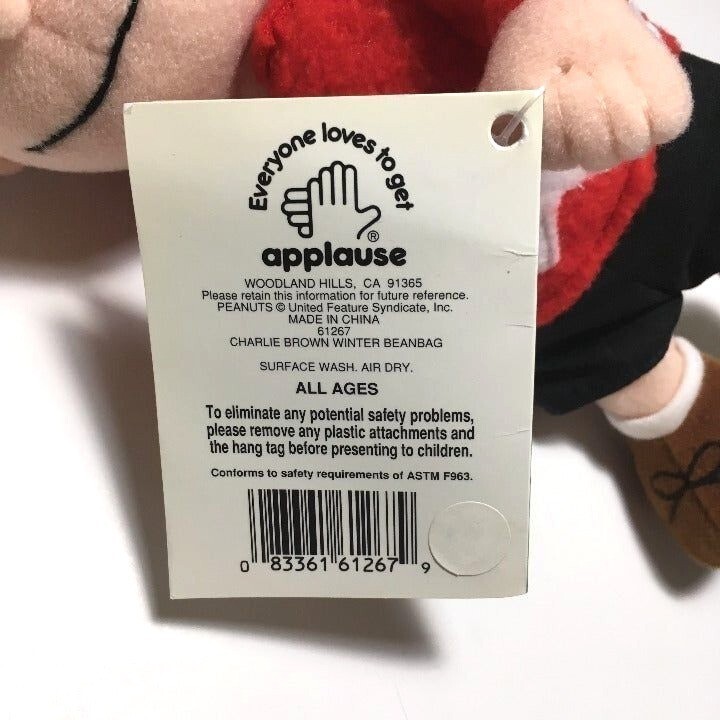 Everyone loves to get
applause®
WOODLAND HILLS, CA 91365
Please retain this information for future reference.
PEANUTS © United Feature Syndicate, Inc.
MADE IN CHINA
61267
CHARLIE BROWN WINTER BEANBAG
SURFACE WASH. AIR DRY.
ALL AGES
To eliminate any potential safety problems,
please remove any plastic attachments and
the hang tag before presenting to children.
Conforms to safety requirements of ASTM F963.
0 83361 61267 9